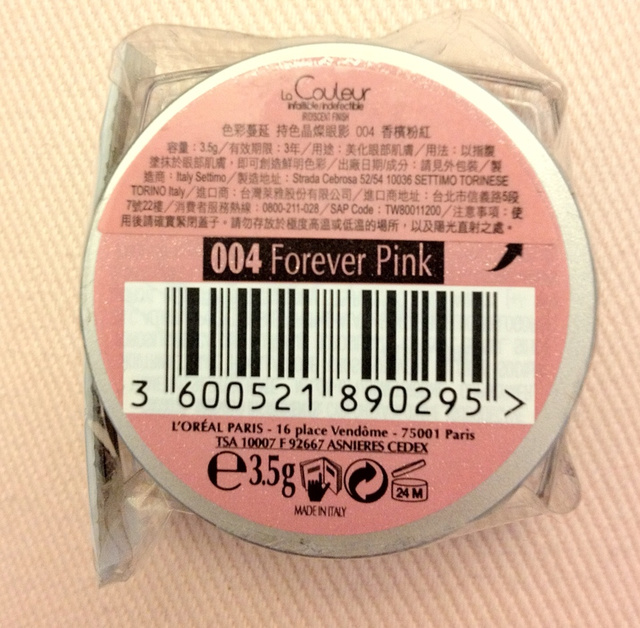 La Couleur
infallible/indefectible
IRIDISCENT FINISH
色彩蔓延 持色晶燦眼影 004 香檳粉紅
容量：3.5g／有效期限：3年／用途：美化眼部肌膚／用法：以指腹
塗抹於眼部肌膚，即可創造鮮明色彩／出廠日期/成分：請見外包裝／製
造商：Italy Settimo／製造地址：Strada Cebrosa 52/54 10036 SETTIMO TORINESE
TORINO Italy／進口商：台灣萊雅股份有限公司／進口商地址：台北市信義路5段
7號22樓／消費者服務熱線：0800-211-028／SAP Code：TW80011200／注意事項：使
用後請確實緊閉蓋子，請勿存放於極度高溫或低溫的場所，以及陽光直射之處。
004 Forever Pink
3 600521 890295 >
L'ORÉAL PARIS - 16 place Vendôme - 75001 Paris
TSA 10007 F 92667 ASNIERES CEDEX
e 3.5g 24 M
MADE IN ITALY